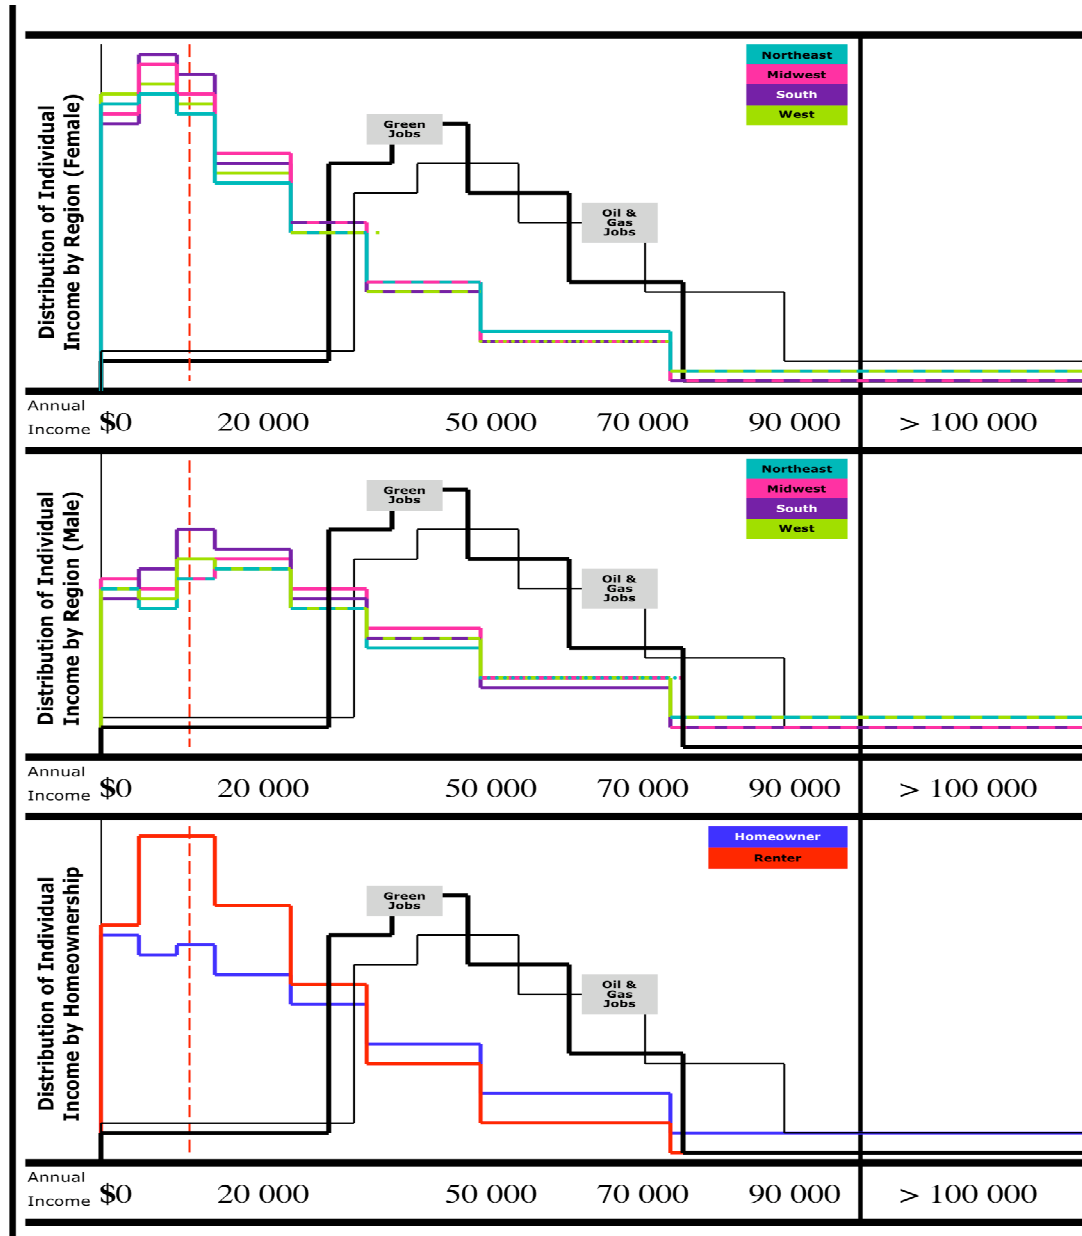 Distribution of Individual
Income by Region (Female)
Northeast
Midwest
South
West
Green
Jobs
Oil &
Gas
Jobs
Annual
Income
$0 20 000 50 000 70 000 90 000 > 100 000
Distribution of Individual
Income by Region (Male)
Northeast
Midwest
South
West
Green
Jobs
Oil &
Gas
Jobs
Annual
Income
$0 20 000 50 000 70 000 90 000 > 100 000
Distribution of Individual
Income by Homeownership
Homeowner
Renter
Green
Jobs
Oil &
Gas
Jobs
Annual
Income
$0 20 000 50 000 70 000 90 000 > 100 000